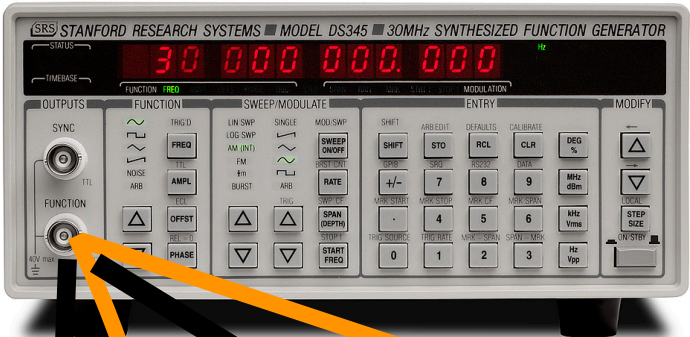 SRS STANFORD RESEARCH SYSTEMS MODEL DS345 30MHz SYNTHESIZED FUNCTION GENERATOR
STATUS
30 000 000.000
Hz
TIMEBASE
FUNCTION FREQ MODULATION
OUTPUTS FUNCTION SWEEP/MODULATE ENTRY MODIFY
SYNC
TTL
FUNCTION
40V max
TRIG'D
FREQ
TTL
NOISE
ARB
AMPL
ECL
OFFST
REL = 0
PHASE
LIN SWP SINGLE MOD/SWP
LOG SWP SWEEP ON/OFF
AM (INT)
FM BRST CNT
ɸm RATE
BURST ARB
TRIG SWP CF
SPAN (DEPTH)
STOP f
START FREQ
SHIFT ARB EDIT DEFAULTS CALIBRATE
SHIFT STO RCL CLR DEG %
GPIB SRQ RS232 DATA
+/- 7 8 9 MHz dBm
MRK START MRK STOP MRK CF MRK SPAN
. 4 5 6 kHz Vrms
TRIG SOURCE TRIG RATE MRK→SPAN SPAN→MRK
0 1 2 3 Hz Vpp
←
→
LOCAL
STEP SIZE
ON/STBY